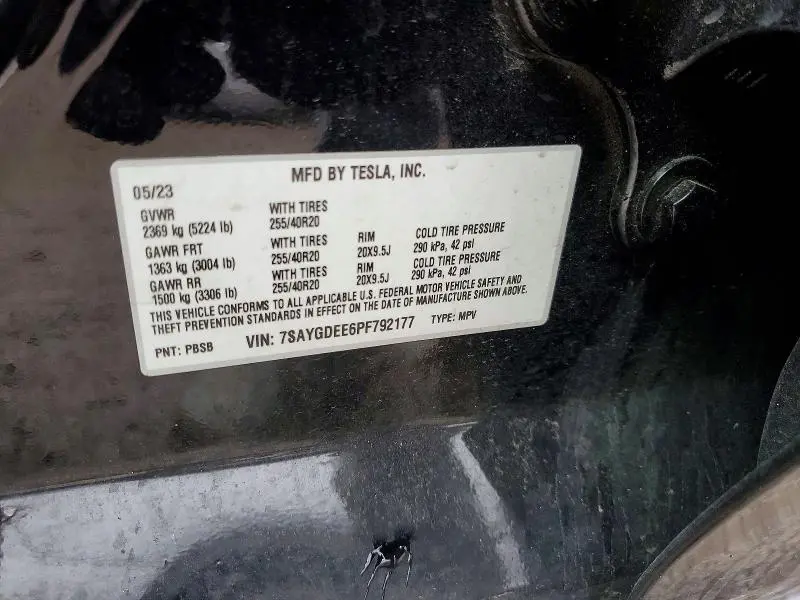 MFD BY TESLA, INC.
05/23
GVWR WITH TIRES
2369 kg (5224 lb) 255/40R20
GAWR FRT WITH TIRES RIM COLD TIRE PRESSURE
1363 kg (3004 lb) 255/40R20 20X9.5J 290 kPa, 42 psi
GAWR RR WITH TIRES RIM COLD TIRE PRESSURE
1500 kg (3306 lb) 255/40R20 20X9.5J 290 kPa, 42 psi
THIS VEHICLE CONFORMS TO ALL APPLICABLE U.S. FEDERAL MOTOR VEHICLE SAFETY AND
THEFT PREVENTION STANDARDS IN EFFECT ON THE DATE OF MANUFACTURE SHOWN ABOVE.
PNT: PBSB VIN: 7SAYGDEE6PF792177 TYPE: MPV